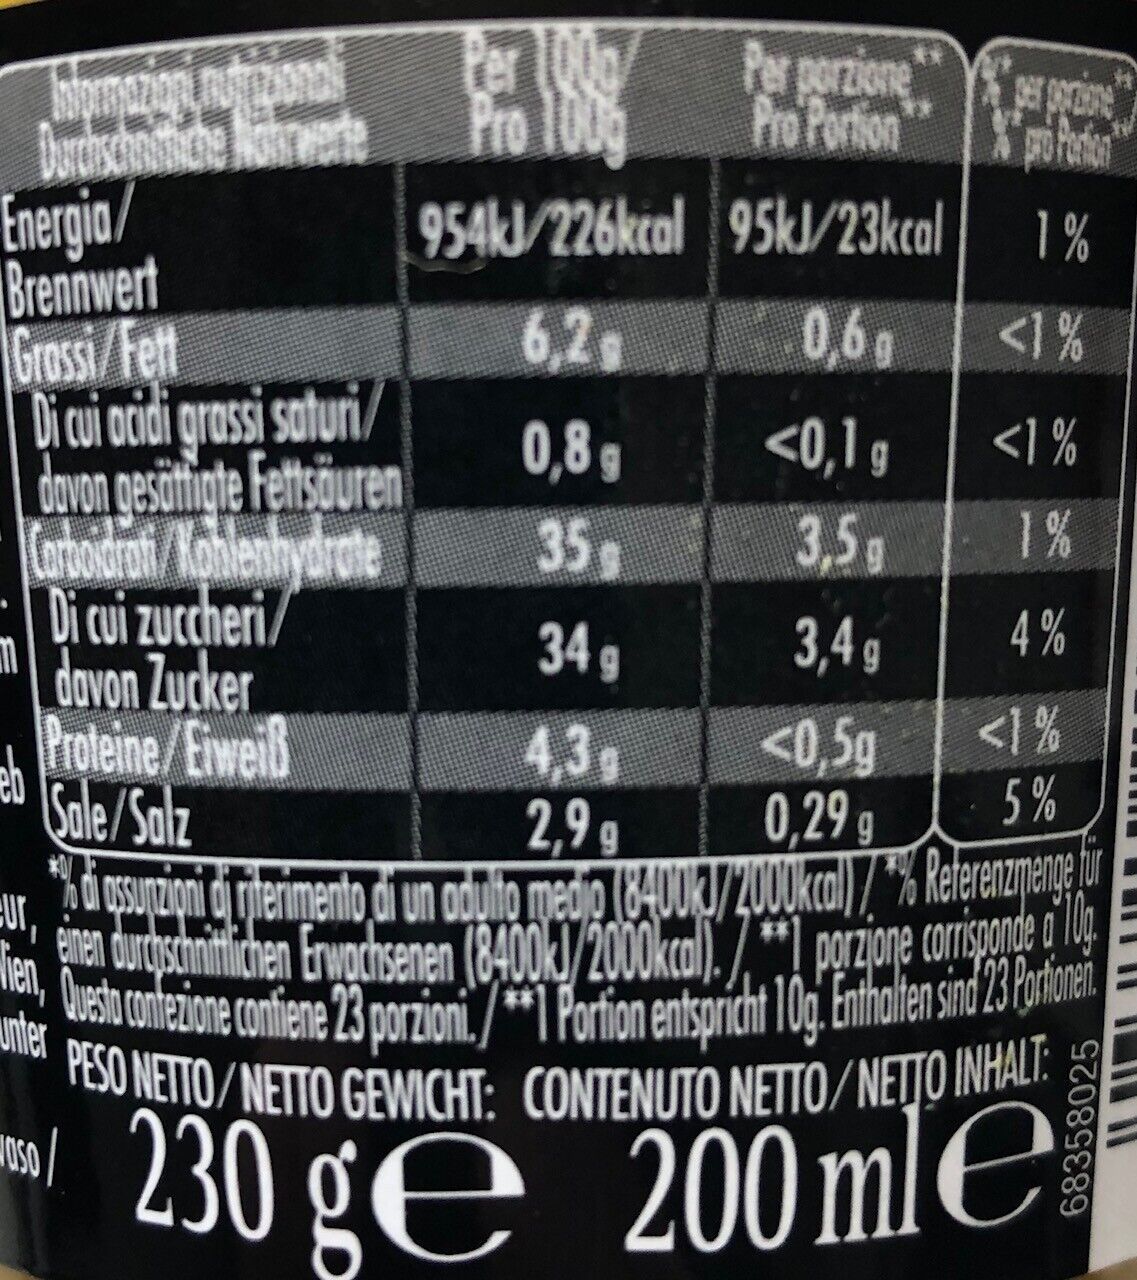 Informazioni nutrizionali Per 100g/ Per porzione** %* per porzione**
Durchschnittliche Nährwerte Pro 100g Pro Portion** %* pro Portion**
Energia/ 954kJ/226kcal 95kJ/23kcal 1%
Brennwert
Grassi/Fett 6,2g 0,6g <1%
Di cui acidi grassi saturi/ 0,8g <0,1g <1%
davon gesättigte Fettsäuren
Carboidrati/Kohlenhydrate 35g 3,5g 1%
Di cui zuccheri/ 34g 3,4g 4%
davon Zucker
Proteine/Eiweiß 4,3g <0,5g <1%
Sale/Salz 2,9g 0,29g 5%
*% di assunzioni di riferimento di un adulto medio (8400kJ/2000kcal) / *% Referenzmenge für
einen durchschnittlichen Erwachsenen (8400kJ/2000kcal). / **1 porzione corrisponde a 10g.
Questa confezione contiene 23 porzioni. / **1 Portion entspricht 10g. Enthalten sind 23 Portionen.
PESO NETTO/NETTO GEWICHT: CONTENUTO NETTO/NETTO INHALT:
230 g e 200 ml e
68358025